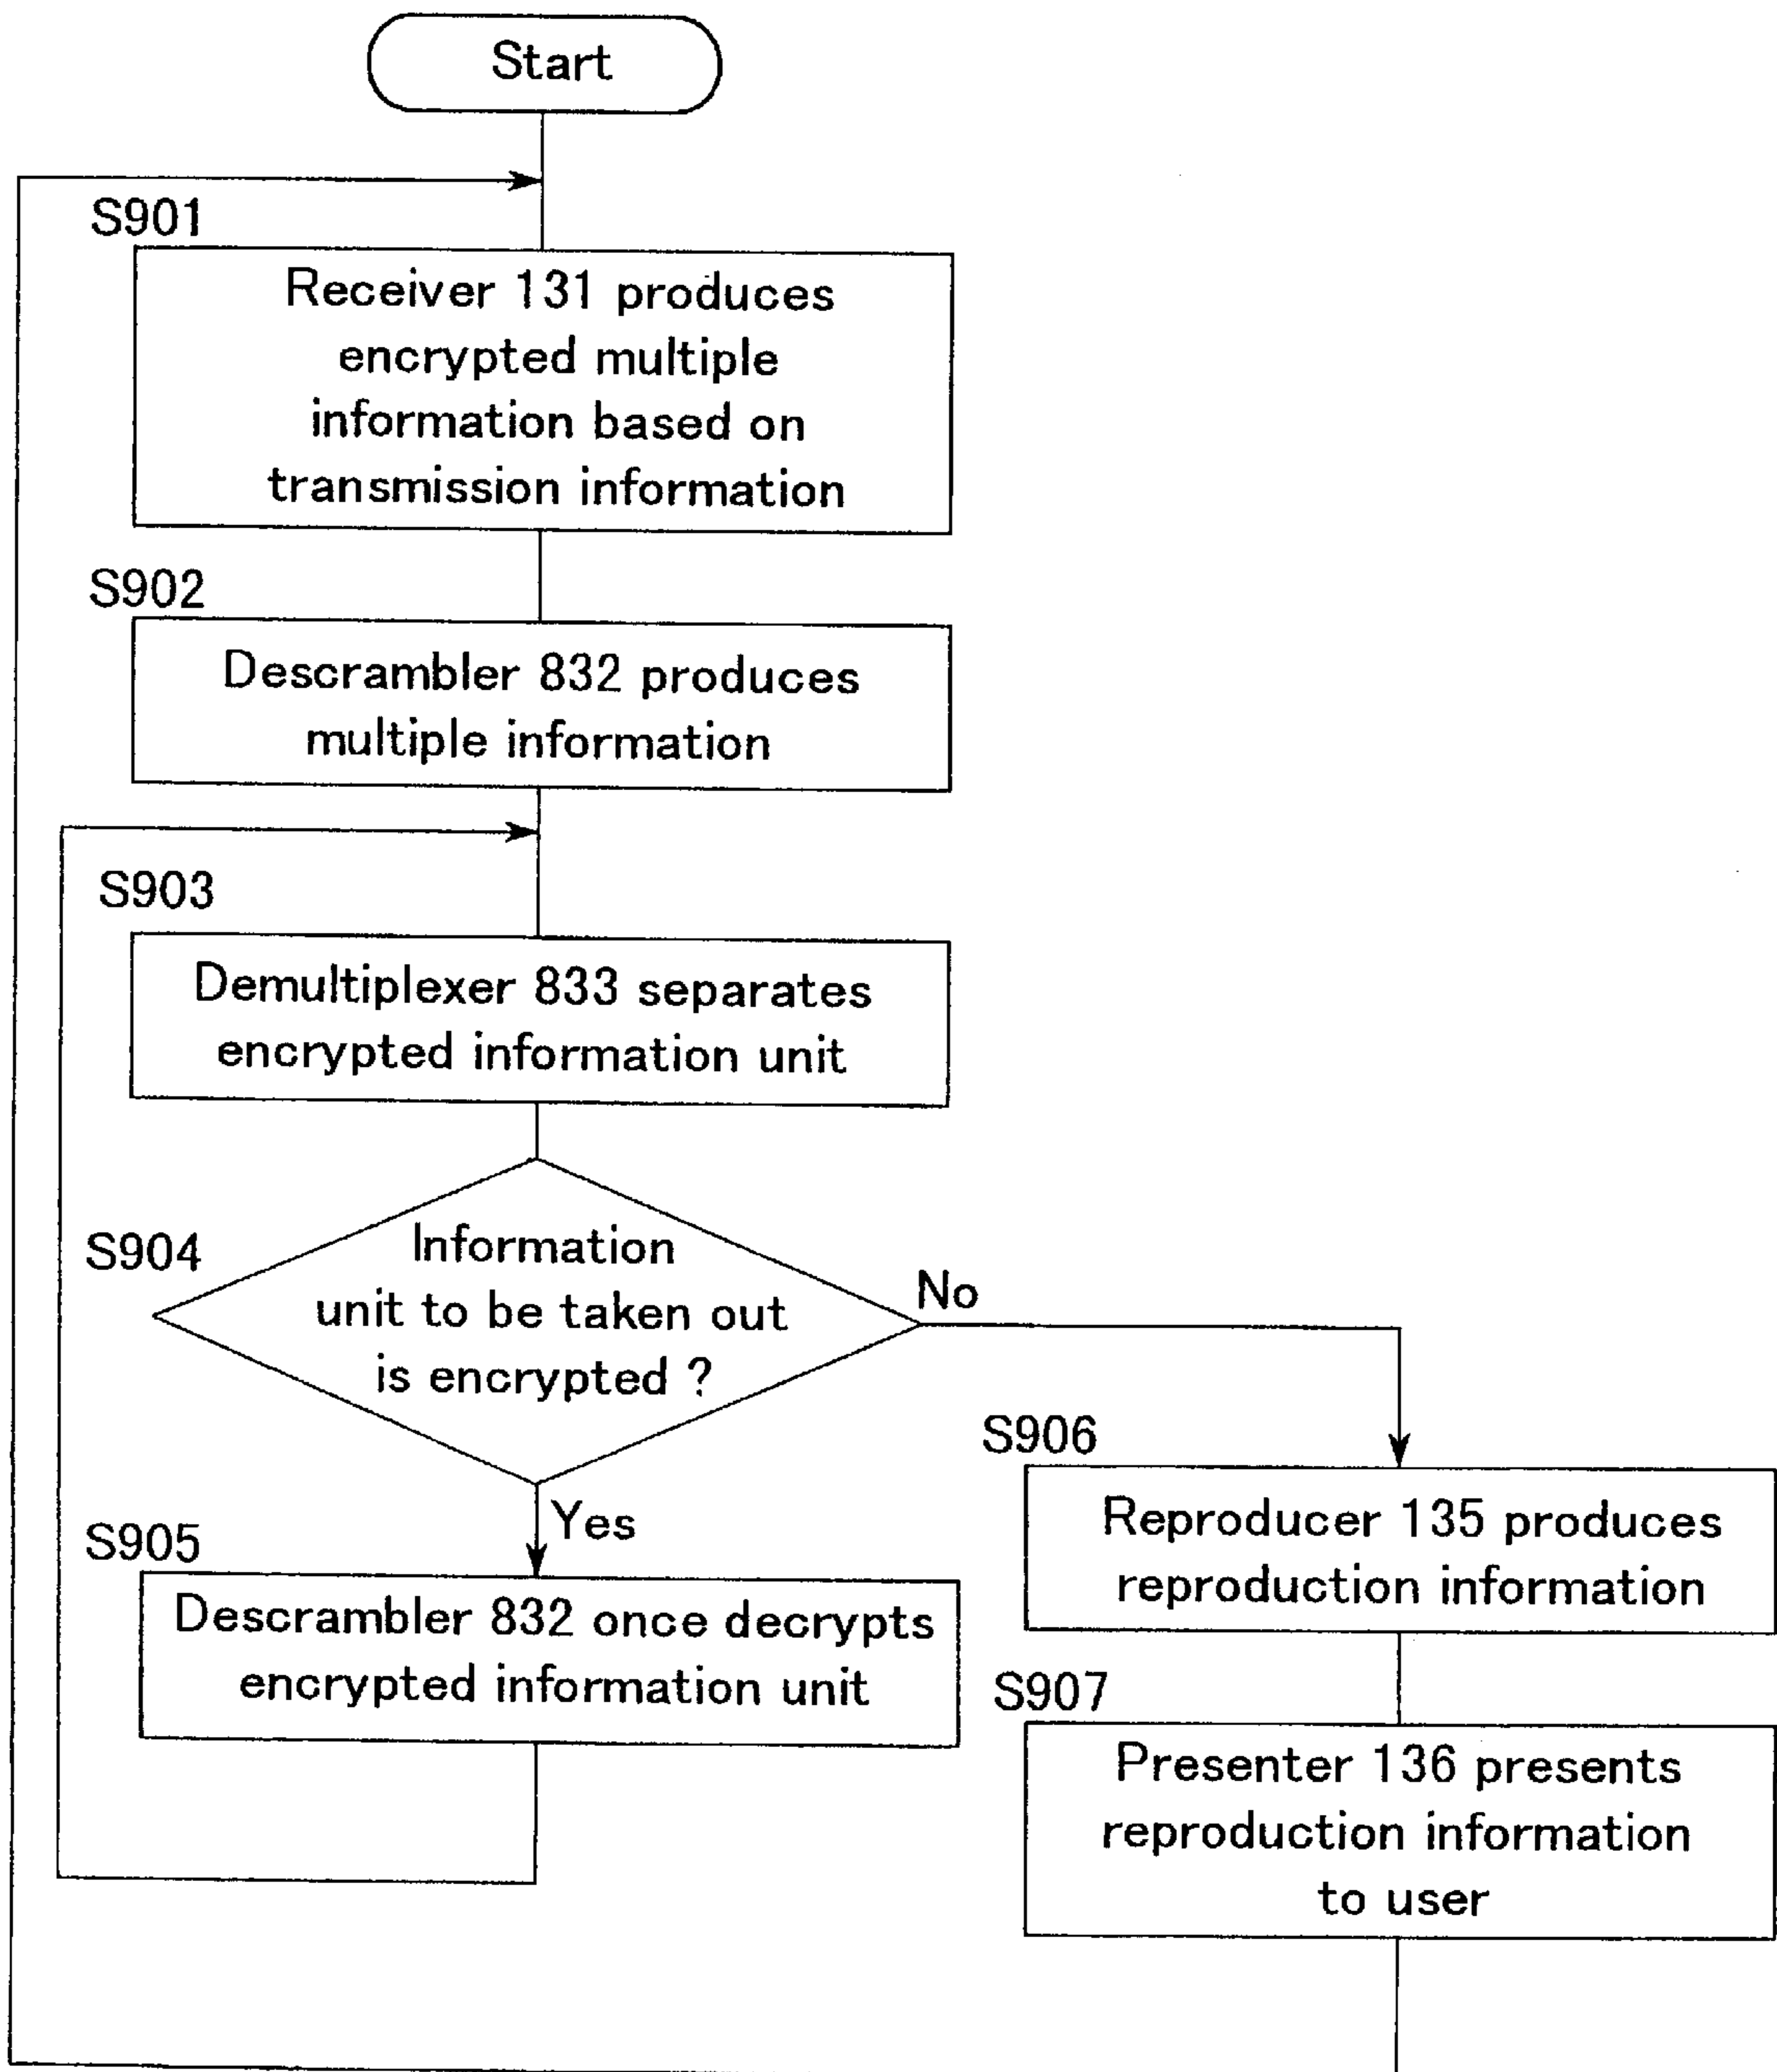 Start
S901
Receiver 131 produces
encrypted multiple
information based on
transmission information
S902
Descrambler 832 produces
multiple information
S903
Demultiplexer 833 separates
encrypted information unit
S904
Information
unit to be taken out
is encrypted ?
No
Yes
S905
Descrambler 832 once decrypts
encrypted information unit
S906
Reproducer 135 produces
reproduction information
S907
Presenter 136 presents
reproduction information
to user